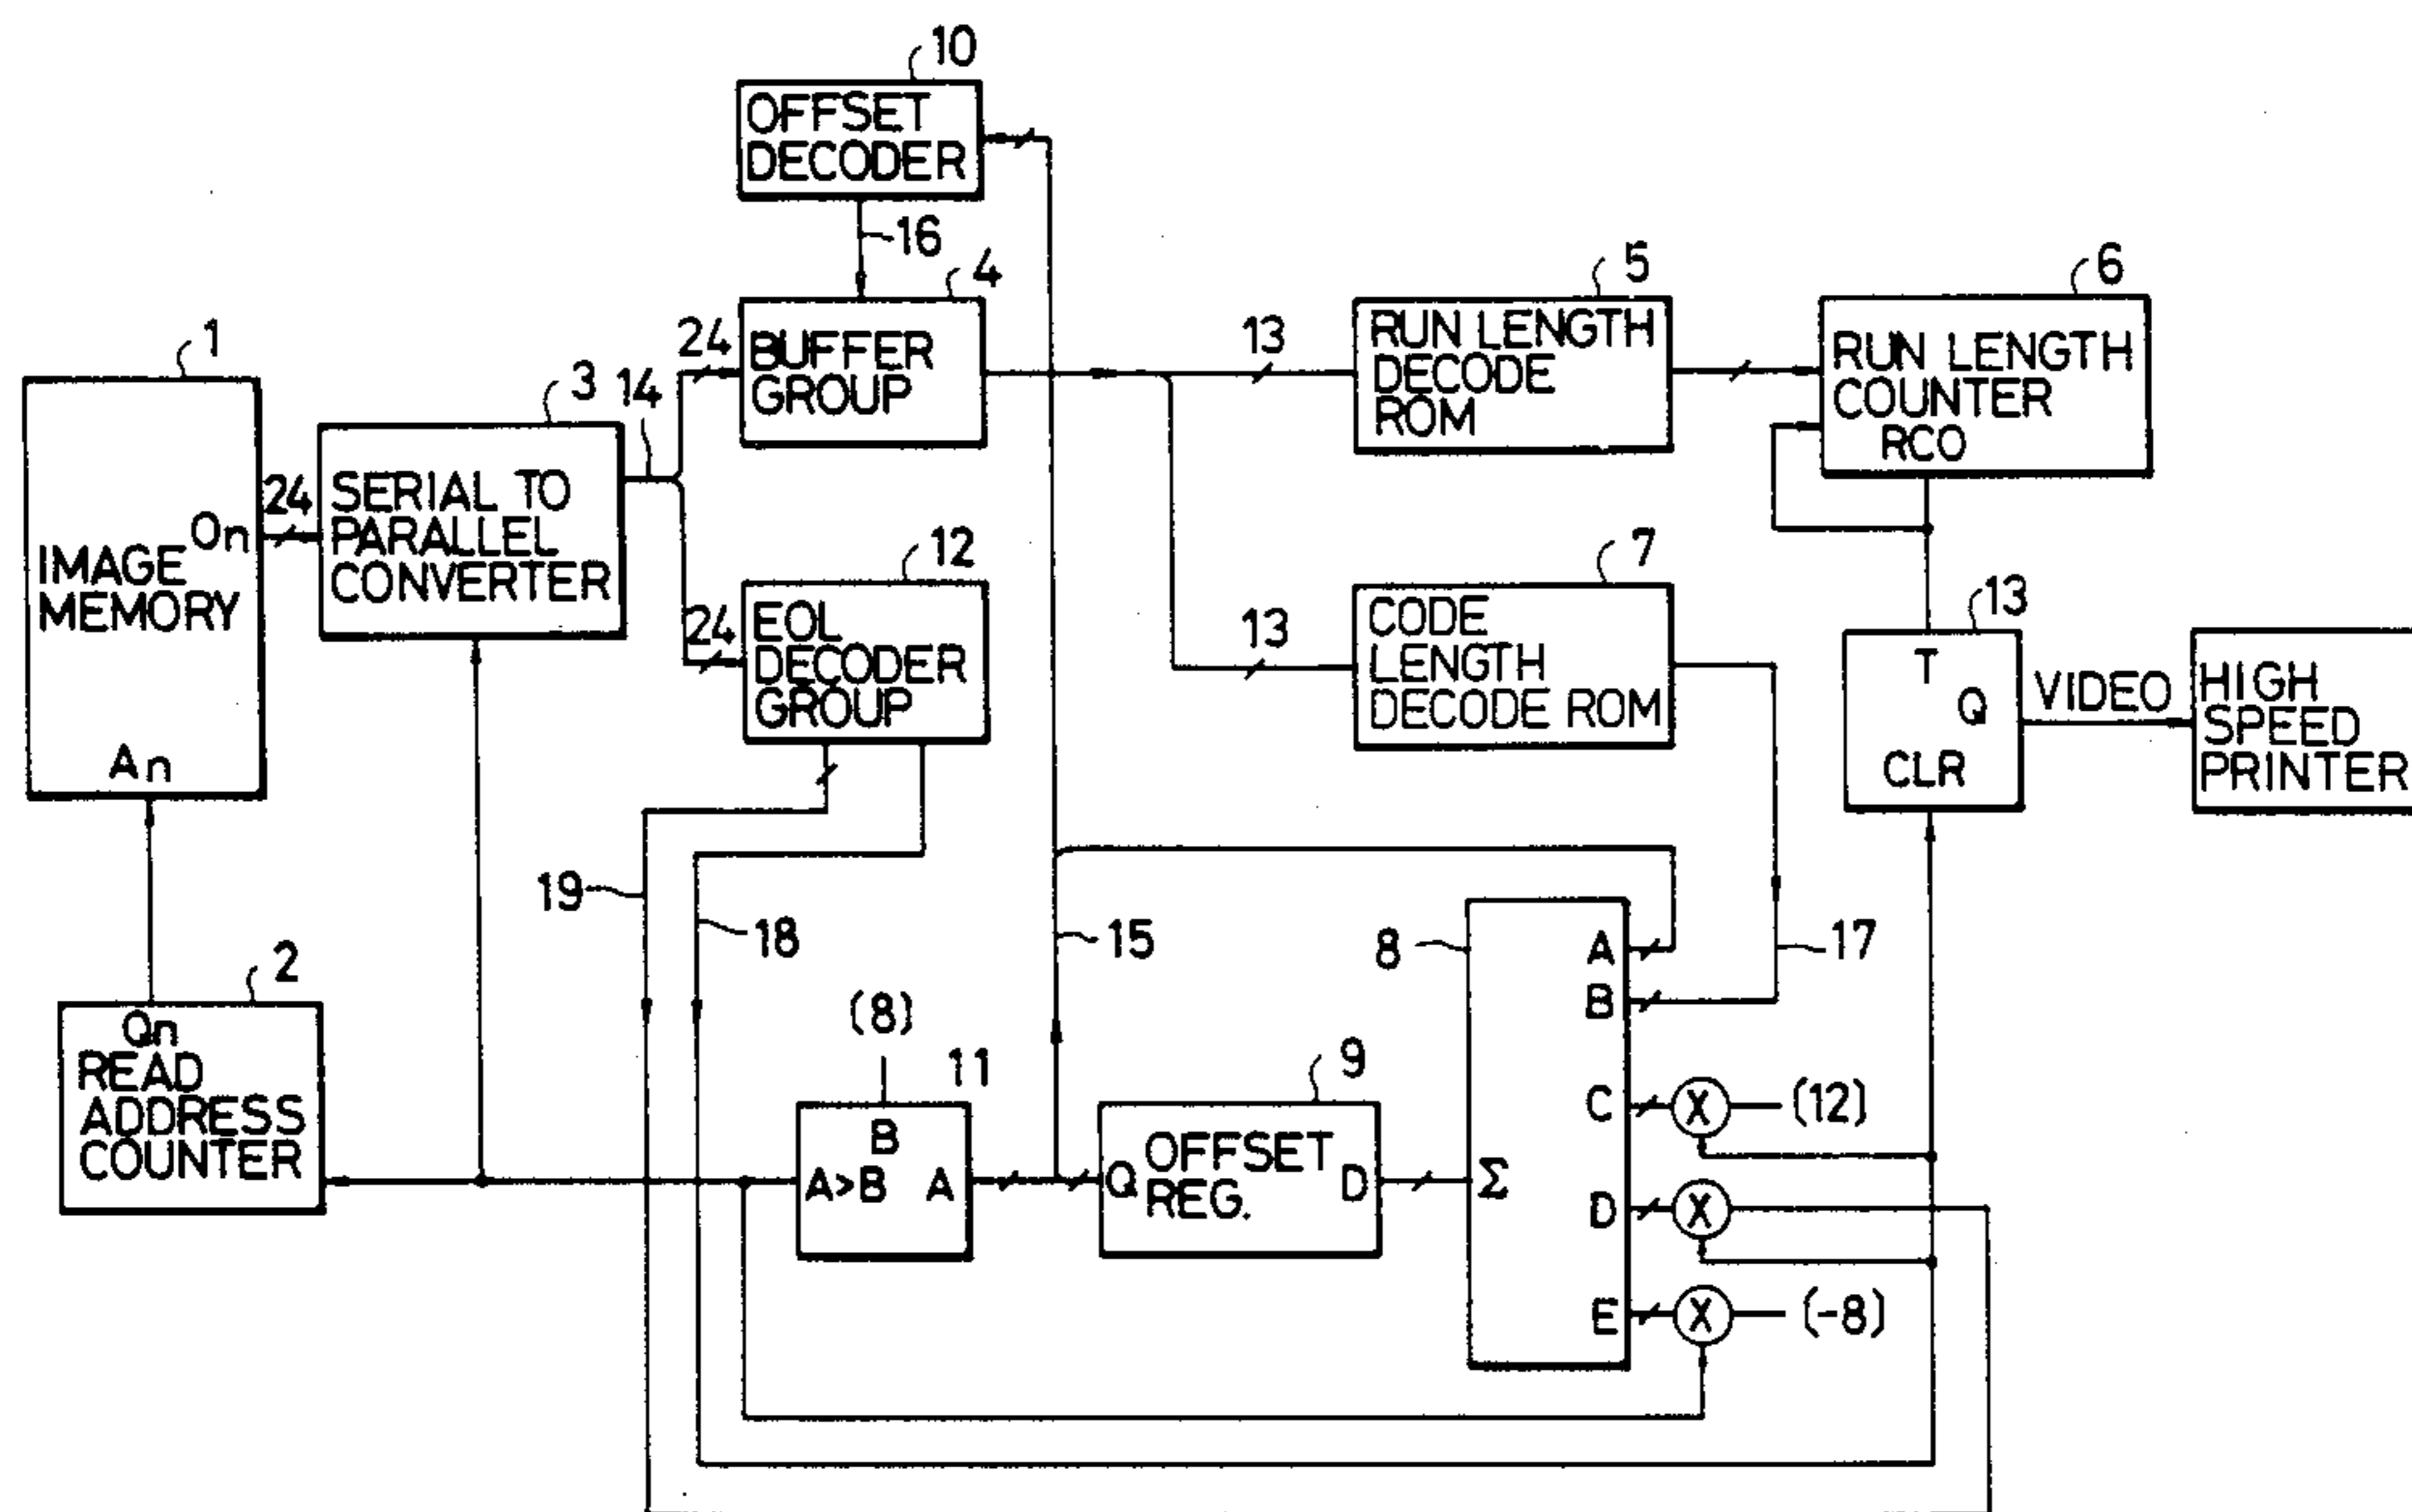 10
OFFSET
DECODER
16
4
24
BUFFER
GROUP
13
5
RUN LENGTH
DECODE
ROM
6
RUN LENGTH
COUNTER
RCO
1
On
IMAGE
MEMORY
An
24
3
SERIAL TO
PARALLEL
CONVERTER
14
12
24
EOL
DECODER
GROUP
13
7
CODE
LENGTH
DECODE ROM
13
T
Q
CLR
VIDEO
HIGH
SPEED
PRINTER
19
18
15
17
2
Qn
READ
ADDRESS
COUNTER
(8)
11
B
A>B A
9
Q OFFSET D
REG.
8
Σ
A
B
C X (12)
D X
E X (-8)